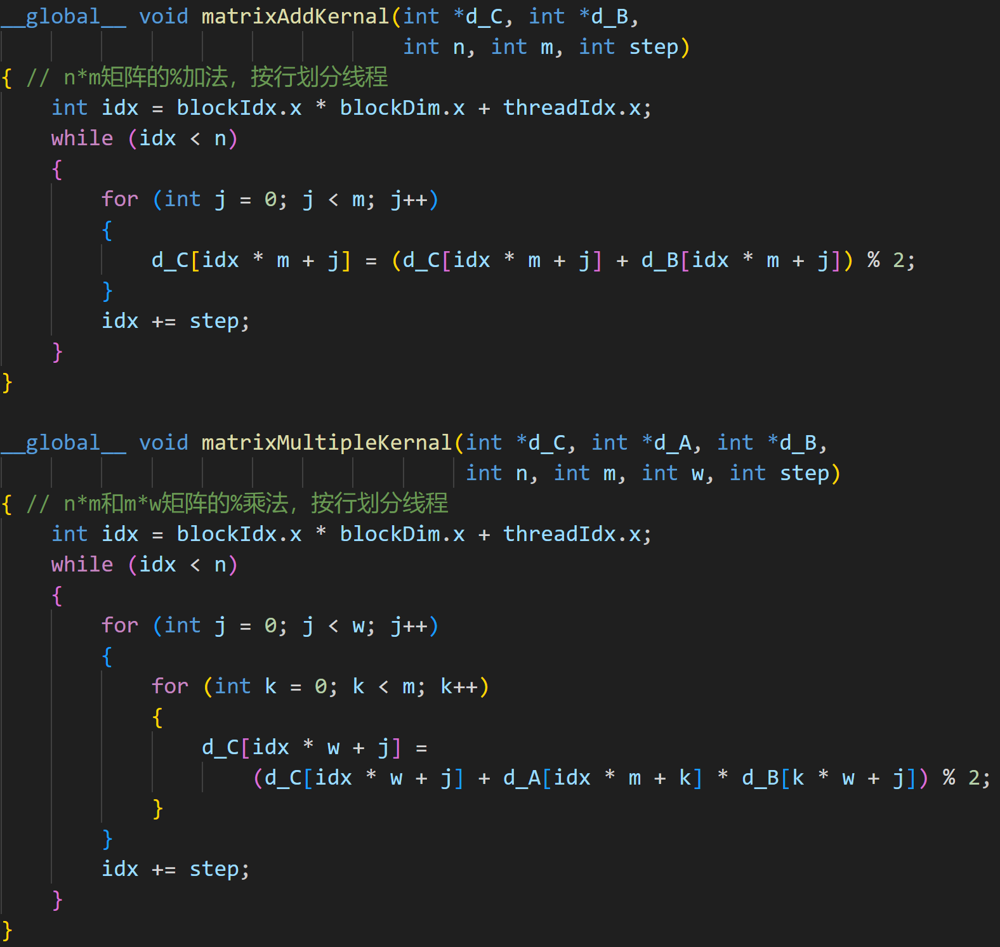 __global__ void matrixAddKernal(int *d_C, int *d_B,
                                int n, int m, int step)
{ // n*m矩阵的%加法，按行划分线程
    int idx = blockIdx.x * blockDim.x + threadIdx.x;
    while (idx < n)
    {
        for (int j = 0; j < m; j++)
        {
            d_C[idx * m + j] = (d_C[idx * m + j] + d_B[idx * m + j]) % 2;
        }
        idx += step;
    }
}

__global__ void matrixMultipleKernal(int *d_C, int *d_A, int *d_B,
                                     int n, int m, int w, int step)
{ // n*m和m*w矩阵的%乘法，按行划分线程
    int idx = blockIdx.x * blockDim.x + threadIdx.x;
    while (idx < n)
    {
        for (int j = 0; j < w; j++)
        {
            for (int k = 0; k < m; k++)
            {
                d_C[idx * w + j] =
                    (d_C[idx * w + j] + d_A[idx * m + k] * d_B[k * w + j]) % 2;
            }
        }
        idx += step;
    }
}